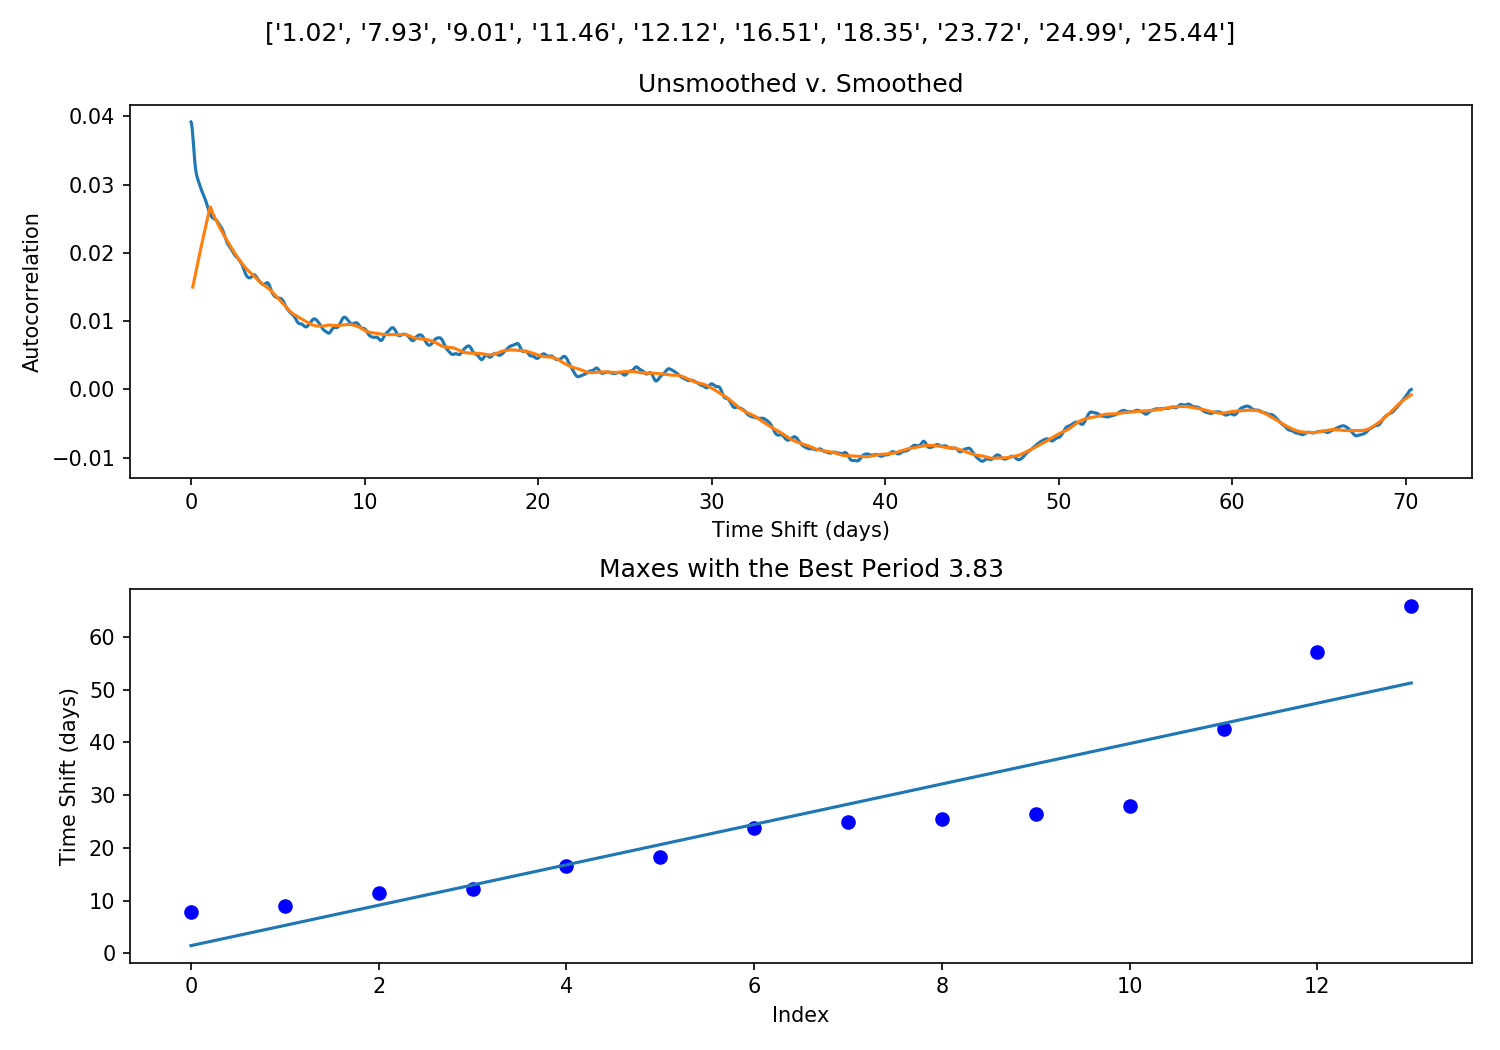 ['1.02', '7.93', '9.01', '11.46', '12.12', '16.51', '18.35', '23.72', '24.99', '25.44']
Unsmoothed v. Smoothed
0.04
0.03
0.02
0.01
0.00
−0.01
Autocorrelation
0 10 20 30 40 50 60 70
Time Shift (days)
Maxes with the Best Period 3.83
60
50
40
30
20
10
0
Time Shift (days)
0 2 4 6 8 10 12
Index